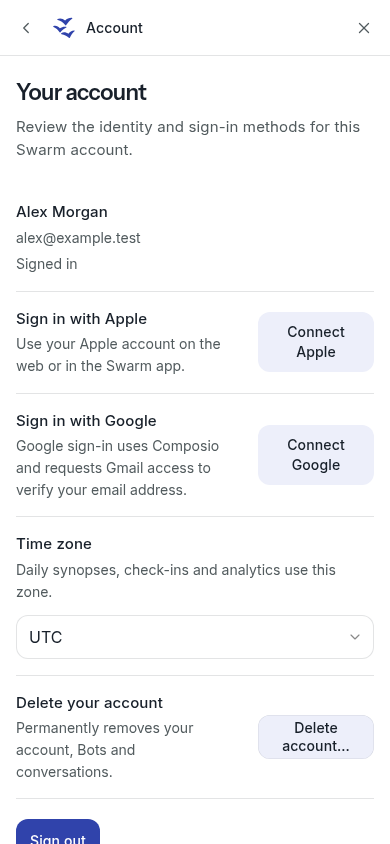 Account
Your account
Review the identity and sign-in methods for this
Swarm account.
Alex Morgan
alex@example.test
Signed in
Sign in with Apple
Use your Apple account on the
web or in the Swarm app.
Connect
Apple
Sign in with Google
Google sign-in uses Composio
and requests Gmail access to
verify your email address.
Connect
Google
Time zone
Daily synopses, check-ins and analytics use this
zone.
UTC
Delete your account
Permanently removes your
account, Bots and
conversations.
Delete
account...
Sign out